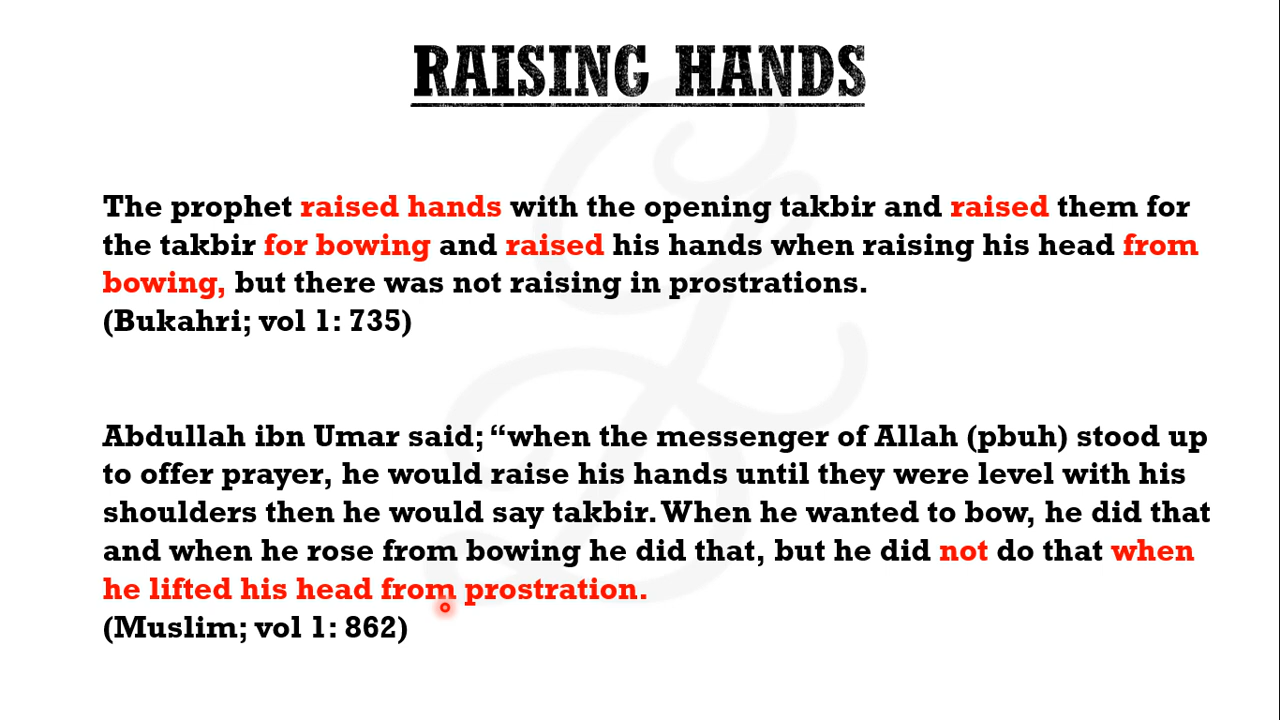 RAISING HANDS
The prophet raised hands with the opening takbir and raised them for
the takbir for bowing and raised his hands when raising his head from
bowing, but there was not raising in prostrations.
(Bukahri; vol 1: 735)
Abdullah ibn Umar said; “when the messenger of Allah (pbuh) stood up
to offer prayer, he would raise his hands until they were level with his
shoulders then he would say takbir. When he wanted to bow, he did that
and when he rose from bowing he did that, but he did not do that when
he lifted his head from prostration.
(Muslim; vol 1: 862)